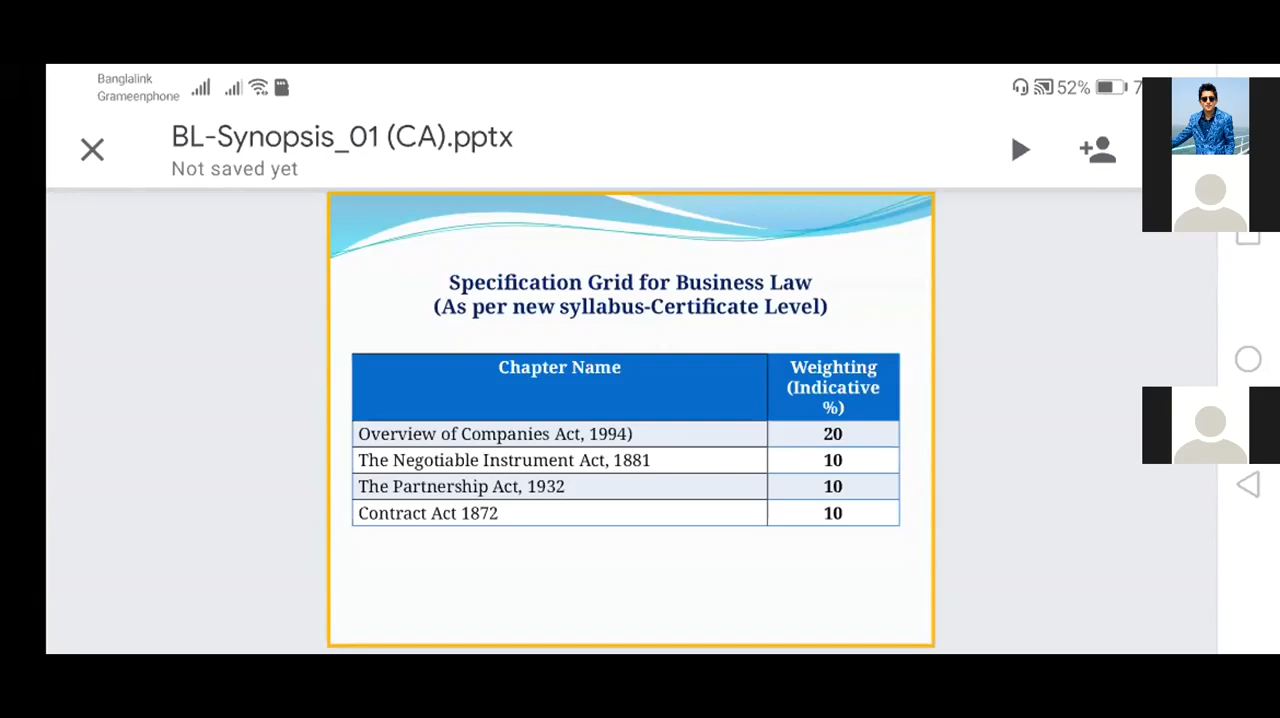 Banglalink
Grameenphone
52%
7
BL-Synopsis_01 (CA).pptx
Not saved yet
Specification Grid for Business Law
(As per new syllabus-Certificate Level)
Chapter Name
Weighting
(Indicative
%)
Overview of Companies Act, 1994) 20
The Negotiable Instrument Act, 1881 10
The Partnership Act, 1932 10
Contract Act 1872 10